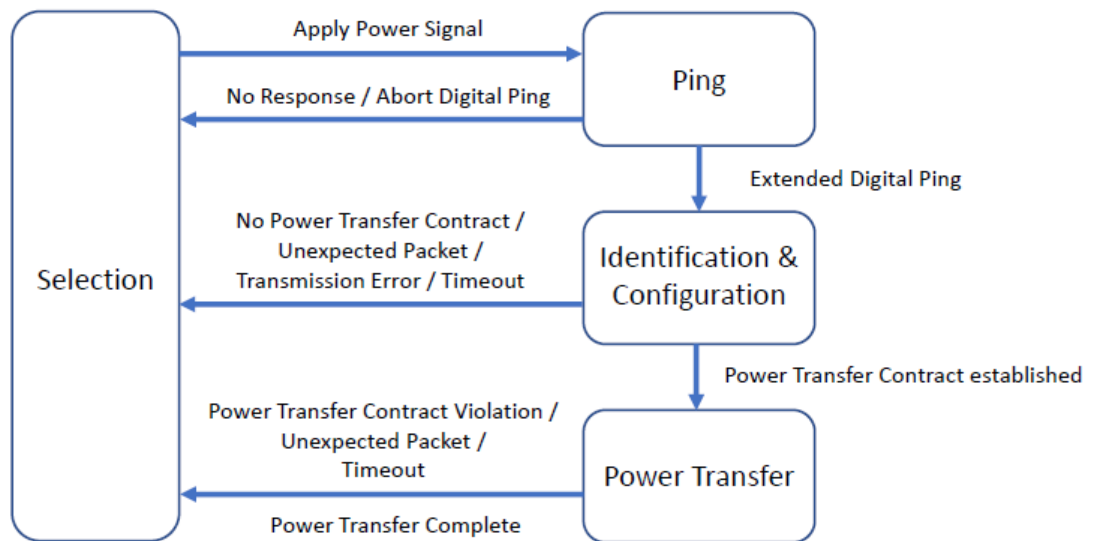 Apply Power Signal
Ping
No Response / Abort Digital Ping
Extended Digital Ping
No Power Transfer Contract /
Unexpected Packet /
Transmission Error / Timeout
Selection
Identification &
Configuration
Power Transfer Contract established
Power Transfer Contract Violation /
Unexpected Packet /
Timeout
Power Transfer
Power Transfer Complete